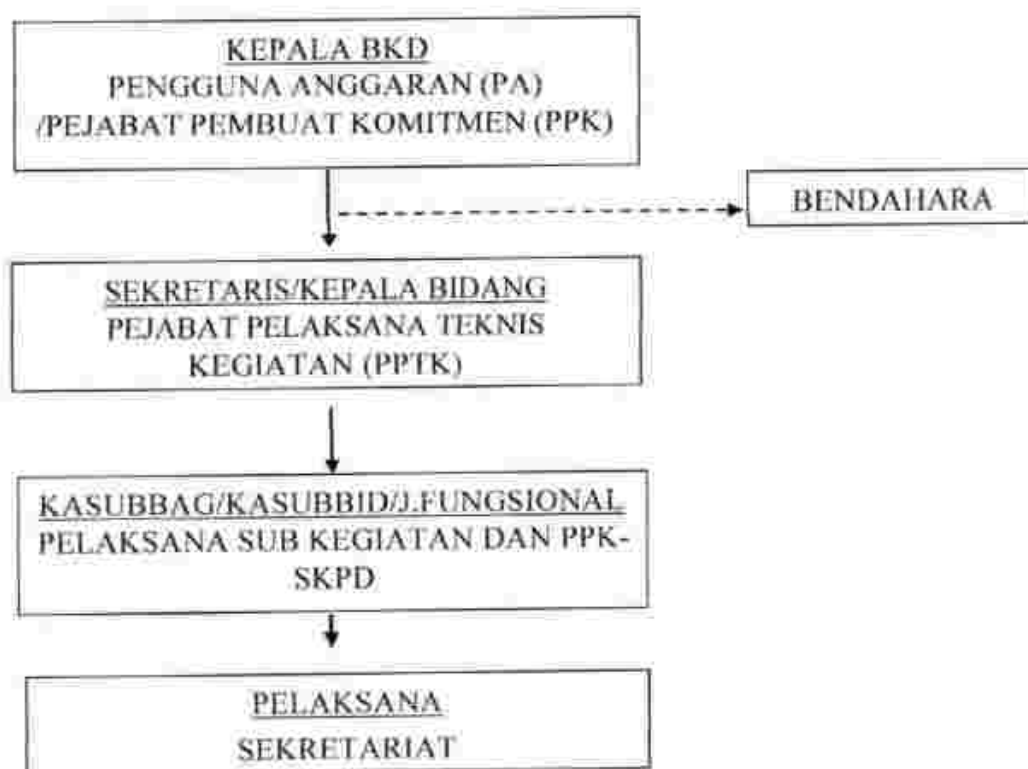 KEPALA BKD
PENGGUNA ANGGARAN (PA)
/PEJABAT PEMBUAT KOMITMEN (PPK)
BENDAHARA
SEKRETARIS/KEPALA BIDANG
PEJABAT PELAKSANA TEKNIS
KEGIATAN (PPTK)
KASUBBAG/KASUBBID/J.FUNGSIONAL
PELAKSANA SUB KEGIATAN DAN PPK-
SKPD
PELAKSANA
SEKRETARIAT